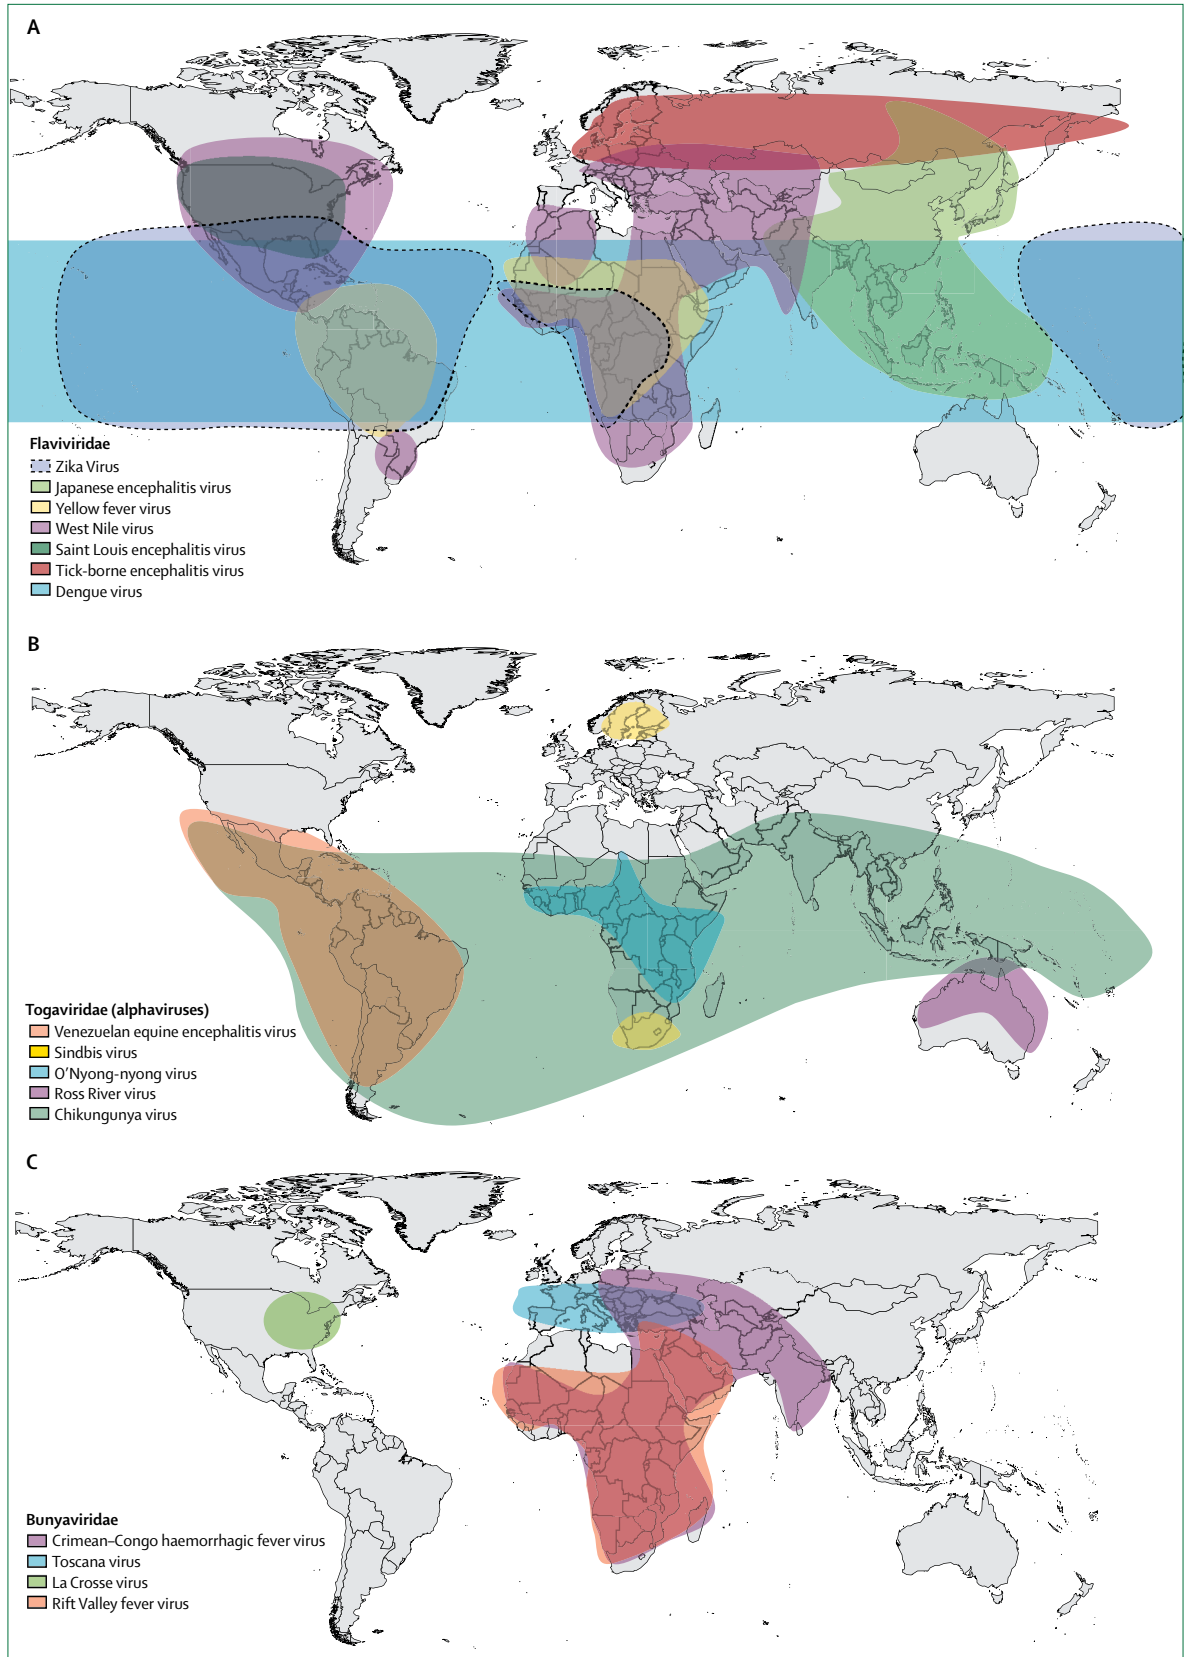 A
Flaviviridae
Zika Virus
Japanese encephalitis virus
Yellow fever virus
West Nile virus
Saint Louis encephalitis virus
Tick-borne encephalitis virus
Dengue virus
B
Togaviridae (alphaviruses)
Venezuelan equine encephalitis virus
Sindbis virus
O’Nyong-nyong virus
Ross River virus
Chikungunya virus
C
Bunyaviridae
Crimean–Congo haemorrhagic fever virus
Toscana virus
La Crosse virus
Rift Valley fever virus